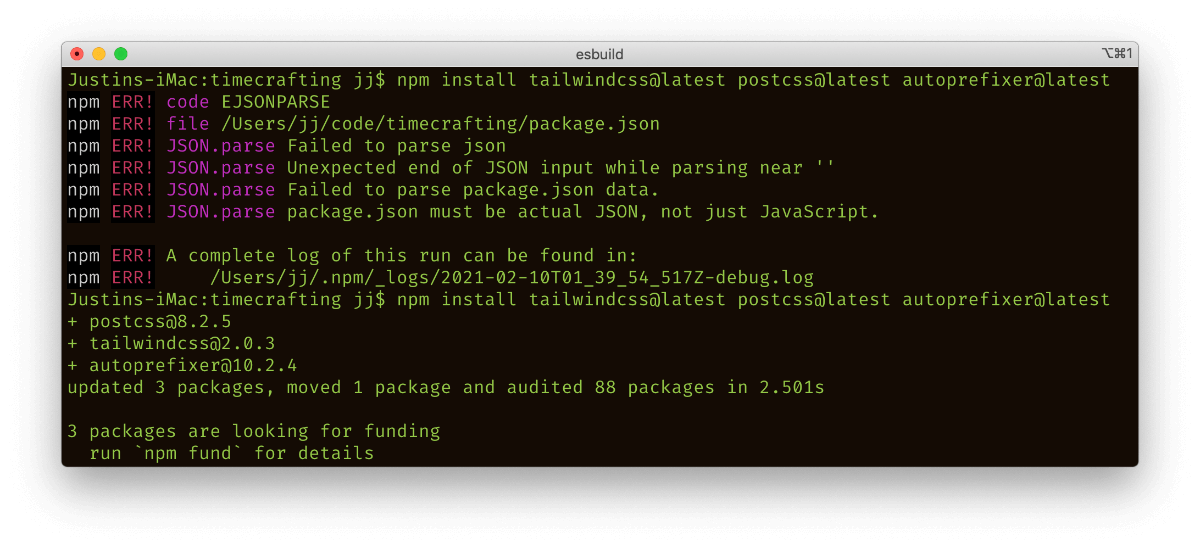 esbuild
⌥⌘1
Justins-iMac:timecrafting jj$ npm install tailwindcss@latest postcss@latest autoprefixer@latest
npm ERR! code EJSONPARSE
npm ERR! file /Users/jj/code/timecrafting/package.json
npm ERR! JSON.parse Failed to parse json
npm ERR! JSON.parse Unexpected end of JSON input while parsing near ''
npm ERR! JSON.parse Failed to parse package.json data.
npm ERR! JSON.parse package.json must be actual JSON, not just JavaScript.
npm ERR! A complete log of this run can be found in:
npm ERR!     /Users/jj/.npm/_logs/2021-02-10T01_39_54_517Z-debug.log
Justins-iMac:timecrafting jj$ npm install tailwindcss@latest postcss@latest autoprefixer@latest
+ postcss@8.2.5
+ tailwindcss@2.0.3
+ autoprefixer@10.2.4
updated 3 packages, moved 1 package and audited 88 packages in 2.501s
3 packages are looking for funding
  run `npm fund` for details